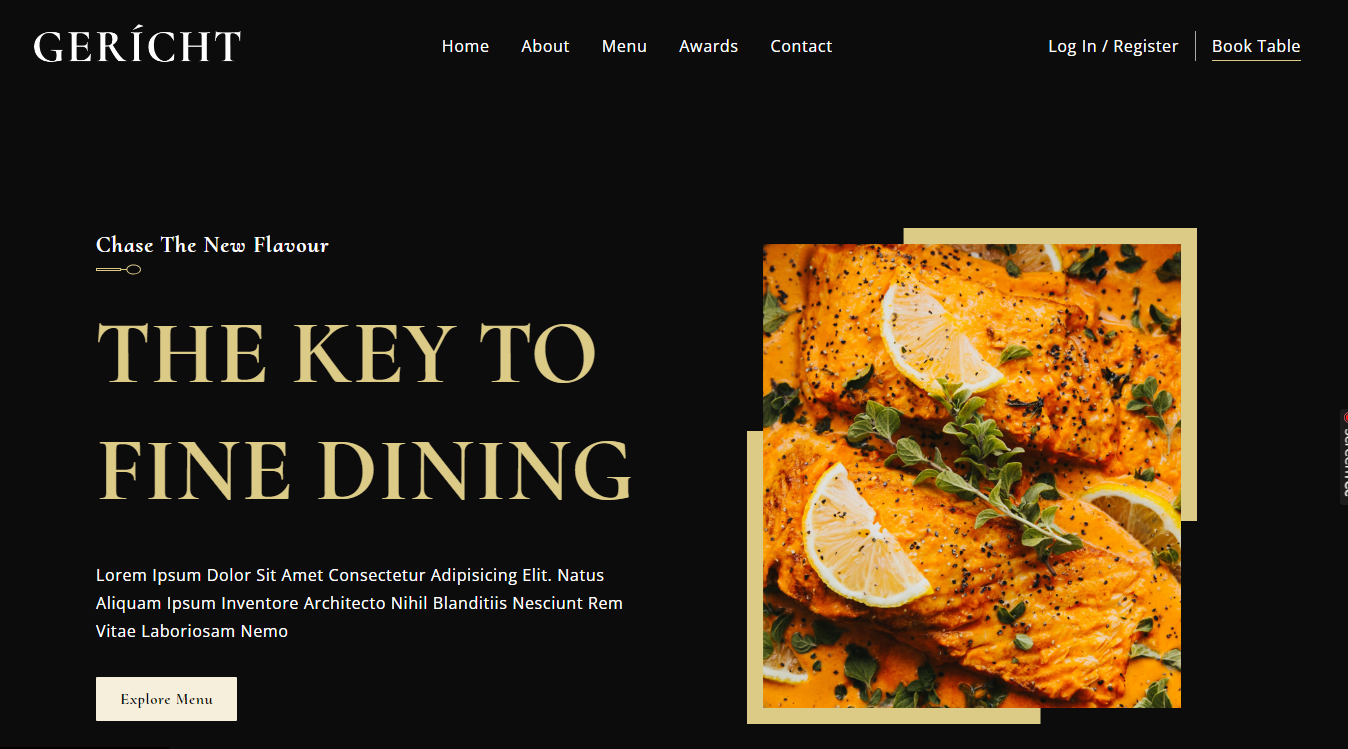 GERÍCHT
Home About Menu Awards Contact
Log In / Register Book Table
Chase The New Flavour
THE KEY TO
FINE DINING
Lorem Ipsum Dolor Sit Amet Consectetur Adipisicing Elit. Natus
Aliquam Ipsum Inventore Architecto Nihil Blanditiis Nesciunt Rem
Vitae Laboriosam Nemo
Explore Menu